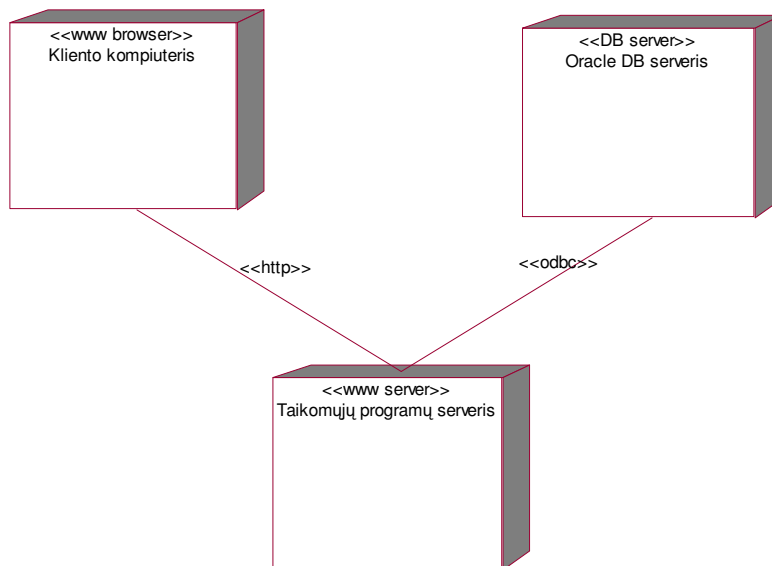 <<www browser>>
Kliento kompiuteris
<<DB server>>
Oracle DB serveris
<<http>>
<<odbc>>
<<www server>>
Taikomųjų programų serveris